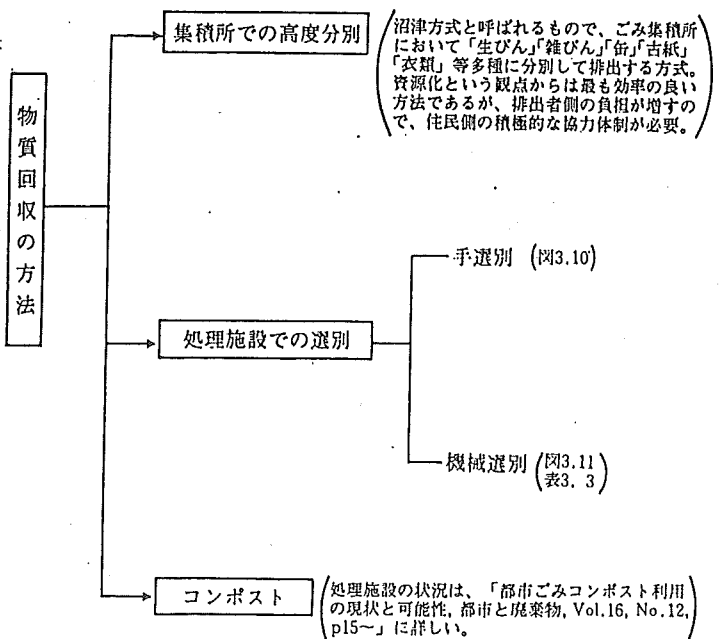 物質回収の方法
集積所での高度分別
沼津方式と呼ばれるもので、ごみ集積所
において「生びん」「雑びん」「缶」「古紙」
「衣類」等多種に分別して排出する方式。
資源化という観点からは最も効率の良い
方法であるが、排出者側の負担が増すの
で、住民側の積極的な協力体制が必要。
処理施設での選別
手選別 (図3.10)
機械選別 (図3.11
表3.3)
コンポスト
処理施設の状況は、「都市ごみコンポスト利用
の現状と可能性, 都市と廃棄物, Vol.16, No.12,
p15~」に詳しい。